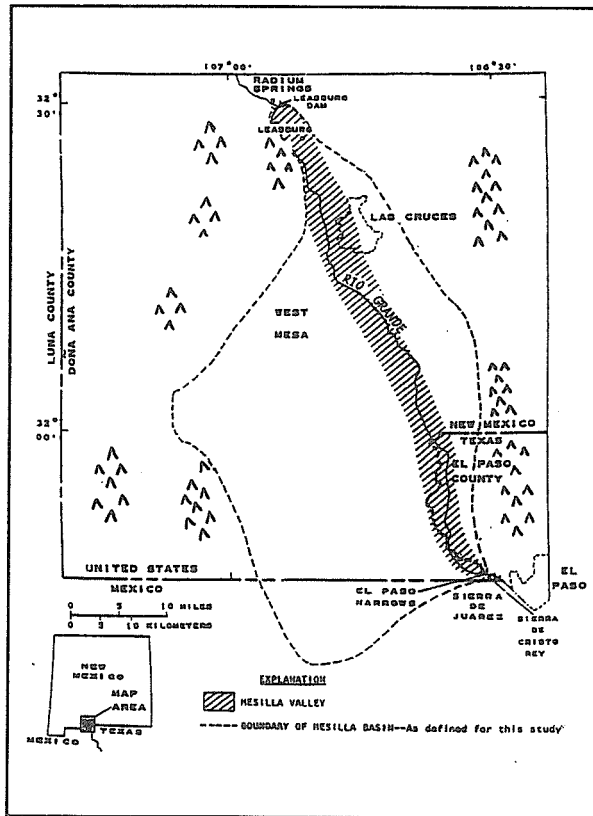 107°00'
106°30'
32°
30'
RADIUM
SPRINGS
LEASBURG
DAM
LEASBURG
LAS CRUCES
RIO GRANDE
WEST
MESA
LUNA COUNTY
DONA ANA COUNTY
32°
00'
NEW MEXICO
TEXAS
EL PASO
COUNTY
UNITED STATES
MEXICO
EL PASO
NARROWS
SIERRA
DE
JUAREZ
EL
PASO
SIERRA
DE
CRISTO
REY
0 5 10 MILES
0 5 10 KILOMETERS
NEW
MEXICO
MAP
AREA
MEXICO
TEXAS
EXPLANATION
MESILLA VALLEY
BOUNDARY OF MESILLA BASIN--As defined for this study